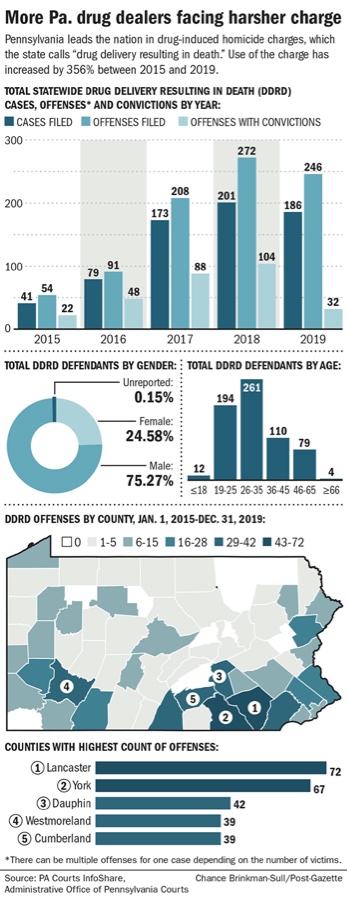 More Pa. drug dealers facing harsher charge
Pennsylvania leads the nation in drug-induced homicide charges, which
the state calls “drug delivery resulting in death.” Use of the charge has
increased by 356% between 2015 and 2019.
TOTAL STATEWIDE DRUG DELIVERY RESULTING IN DEATH (DDRD)
CASES, OFFENSES* AND CONVICTIONS BY YEAR:
CASES FILED OFFENSES FILED OFFENSES WITH CONVICTIONS
300
272
246
208
201
200
186
173
104
100
91
88
79
54
48
41
32
22
0
2015 2016 2017 2018 2019
TOTAL DDRD DEFENDANTS BY GENDER:
Unreported:
0.15%
Female:
24.58%
Male:
75.27%
TOTAL DDRD DEFENDANTS BY AGE:
261
194
110
79
12
4
≤18 19-25 26-35 36-45 46-65 ≥66
DDRD OFFENSES BY COUNTY, JAN. 1, 2015-DEC. 31, 2019:
0 1-5 6-15 16-28 29-42 43-72
3
4
5
1
2
COUNTIES WITH HIGHEST COUNT OF OFFENSES:
1 Lancaster 72
2 York 67
3 Dauphin 42
4 Westmoreland 39
5 Cumberland 39
*There can be multiple offenses for one case depending on the number of victims.
Source: PA Courts InfoShare,
Administrative Office of Pennsylvania Courts
Chance Brinkman-Sull/Post-Gazette